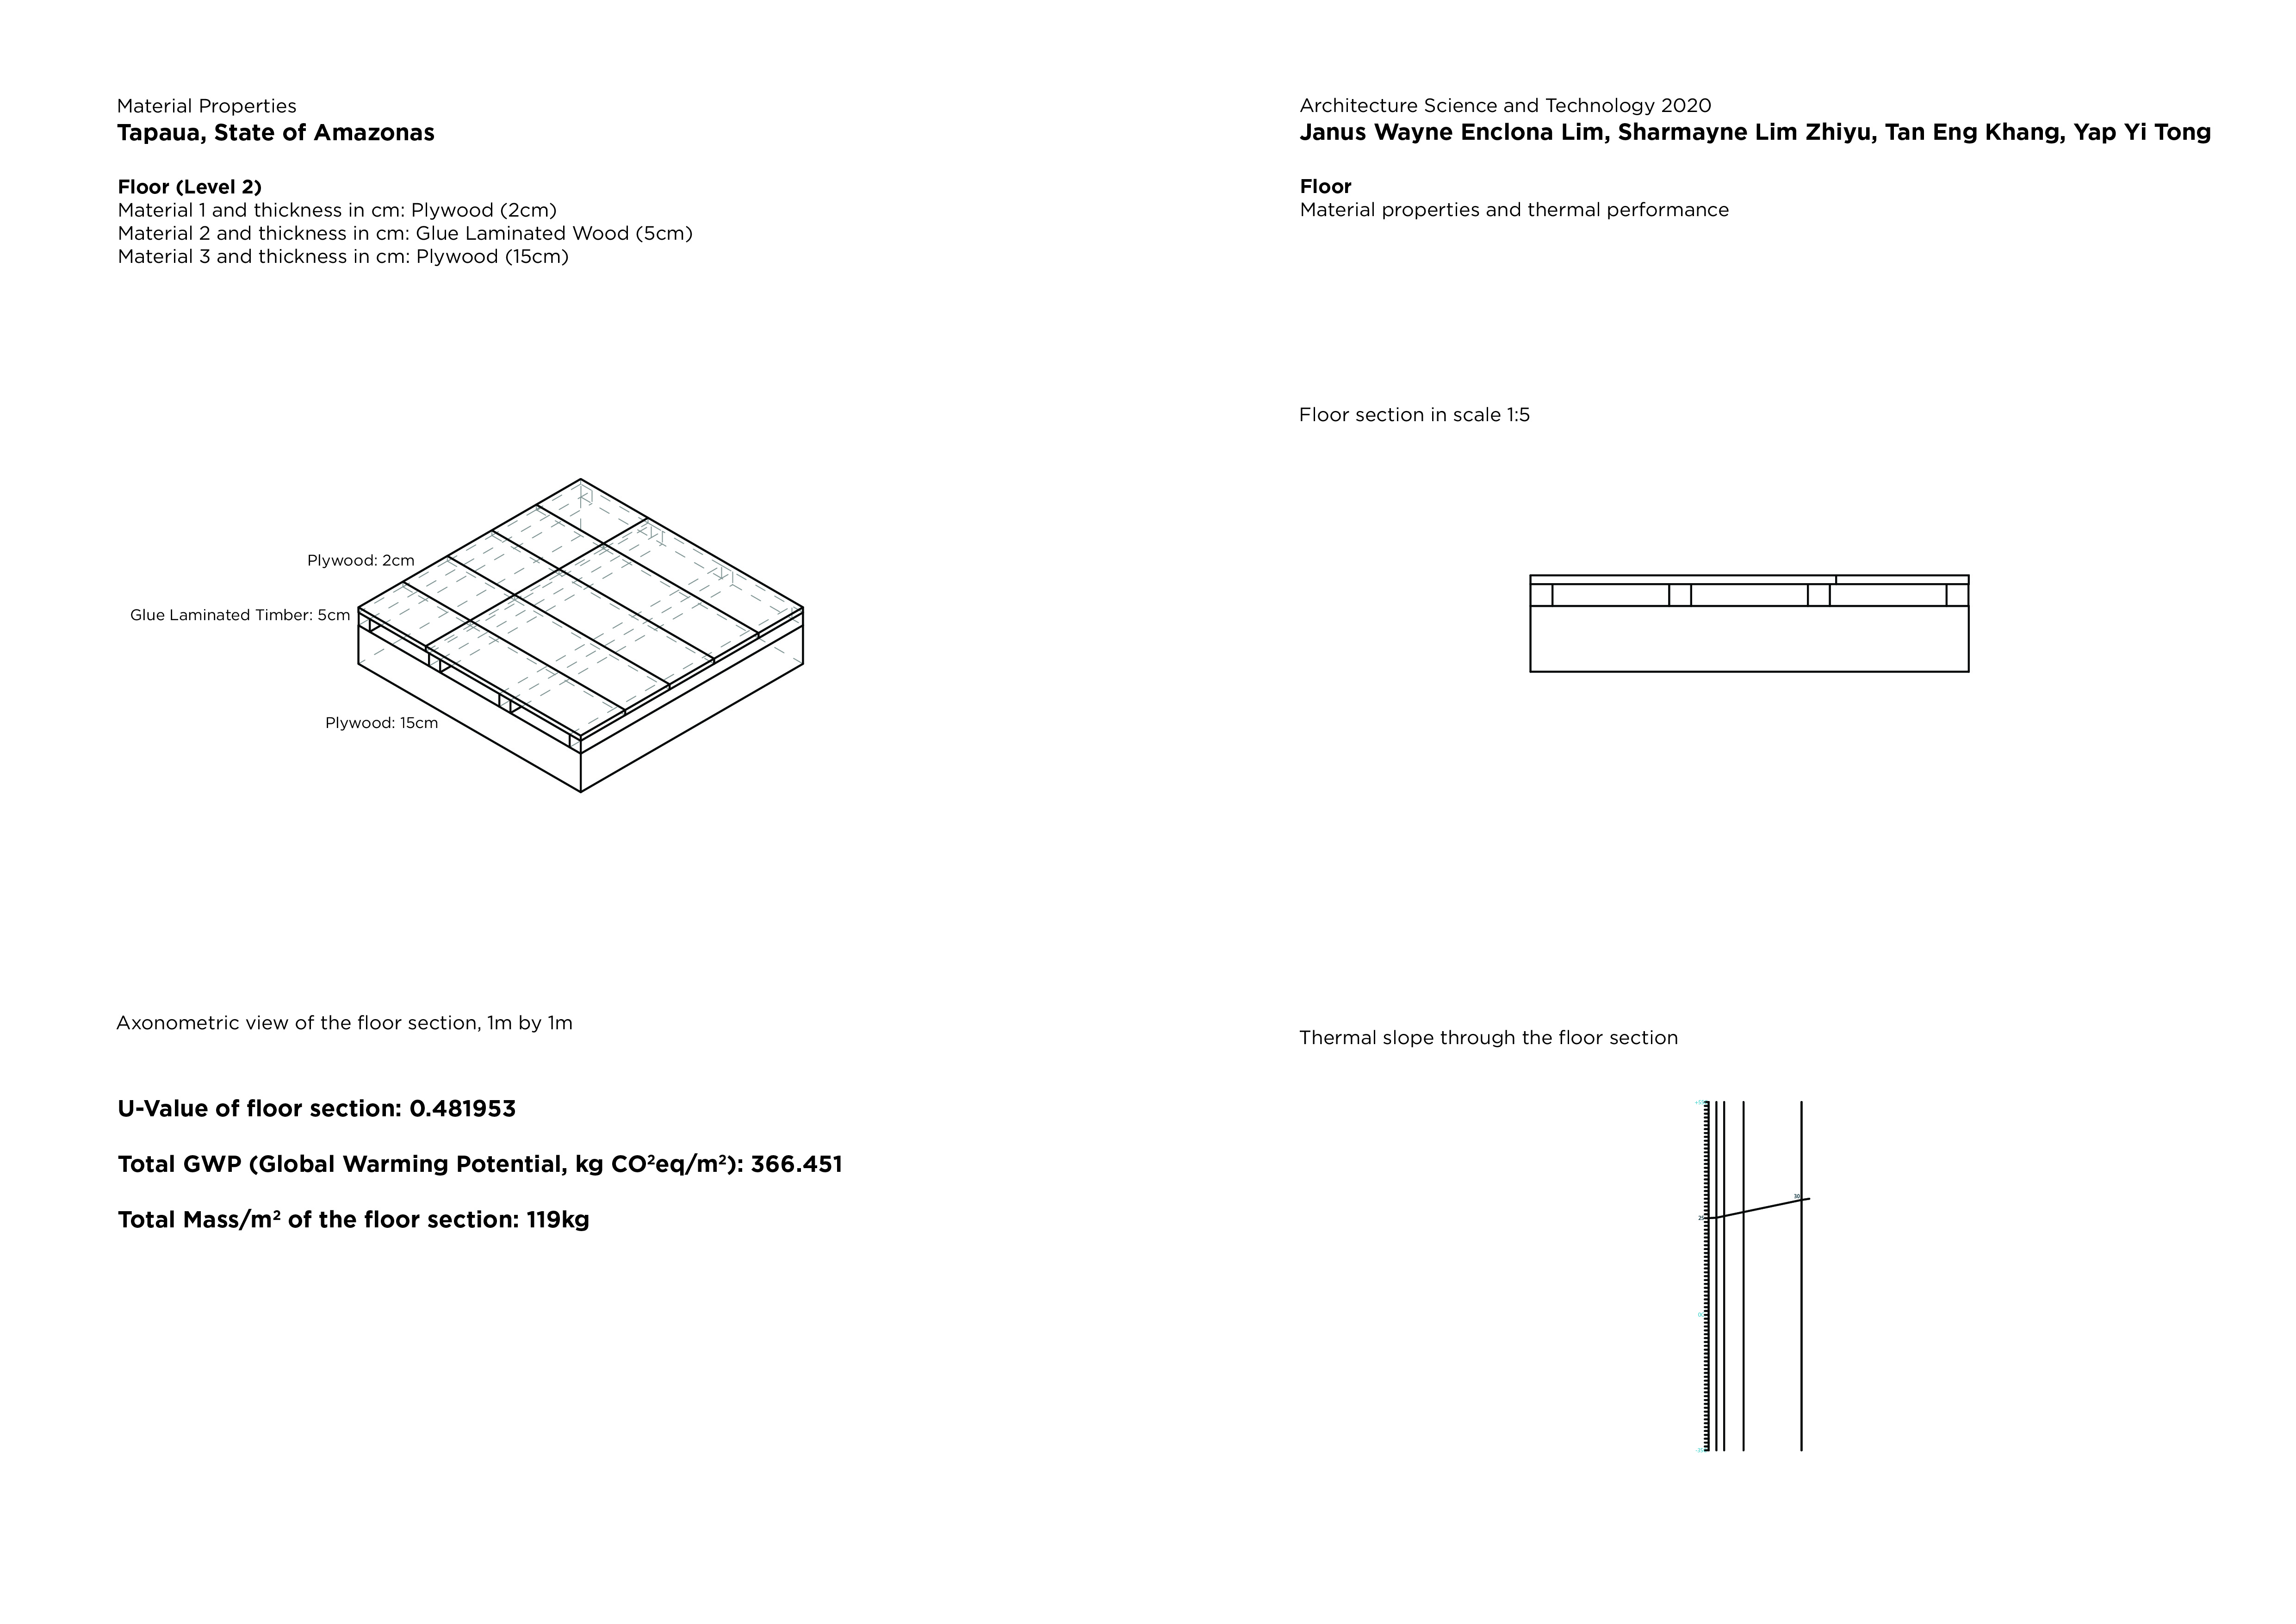 Material Properties
Tapaua, State of Amazonas
Floor (Level 2)
Material 1 and thickness in cm: Plywood (2cm)
Material 2 and thickness in cm: Glue Laminated Wood (5cm)
Material 3 and thickness in cm: Plywood (15cm)
Plywood: 2cm
Glue Laminated Timber: 5cm
Plywood: 15cm
Axonometric view of the floor section, 1m by 1m
U-Value of floor section: 0.481953
Total GWP (Global Warming Potential, kg CO²eq/m²): 366.451
Total Mass/m² of the floor section: 119kg
Architecture Science and Technology 2020
Janus Wayne Enclona Lim, Sharmayne Lim Zhiyu, Tan Eng Khang, Yap Yi Tong
Floor
Material properties and thermal performance
Floor section in scale 1:5
Thermal slope through the floor section
30